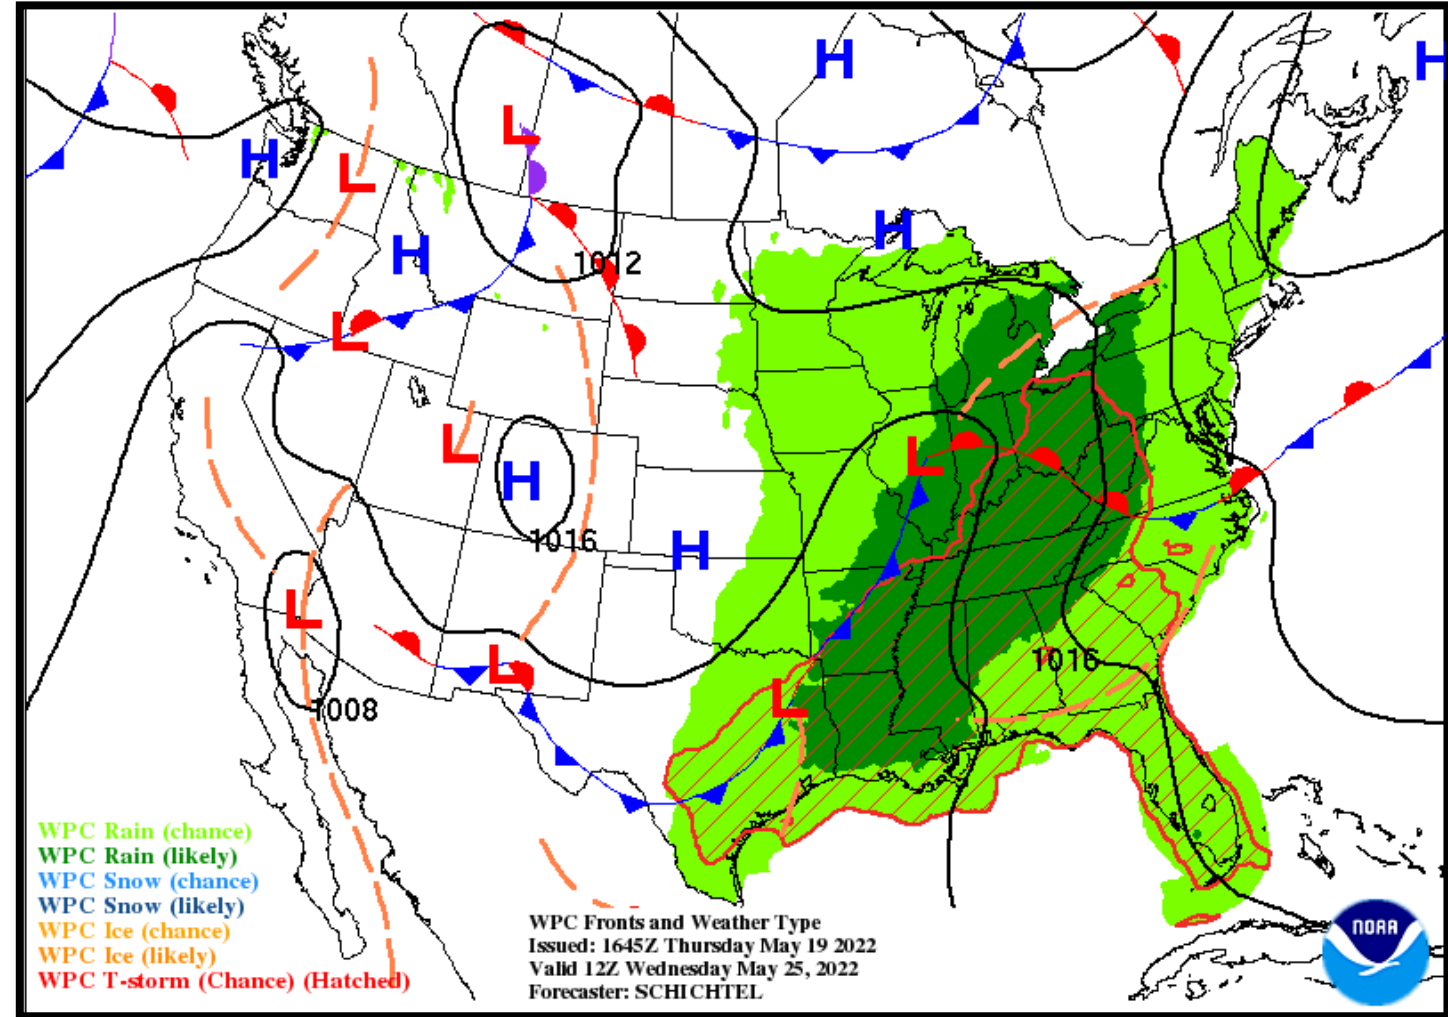 H
H
L
H
L
H
H
1012
L
L
L
H
1016
H
L
L
1016
L
L
1008
WPC Rain (chance)
WPC Rain (likely)
WPC Snow (chance)
WPC Snow (likely)
WPC Ice (chance)
WPC Ice (likely)
WPC T-storm (Chance) (Hatched)
WPC Fronts and Weather Type
Issued: 1645Z Thursday May 19 2022
Valid 12Z Wednesday May 25, 2022
Forecaster: SCHICHTEL
NOAA